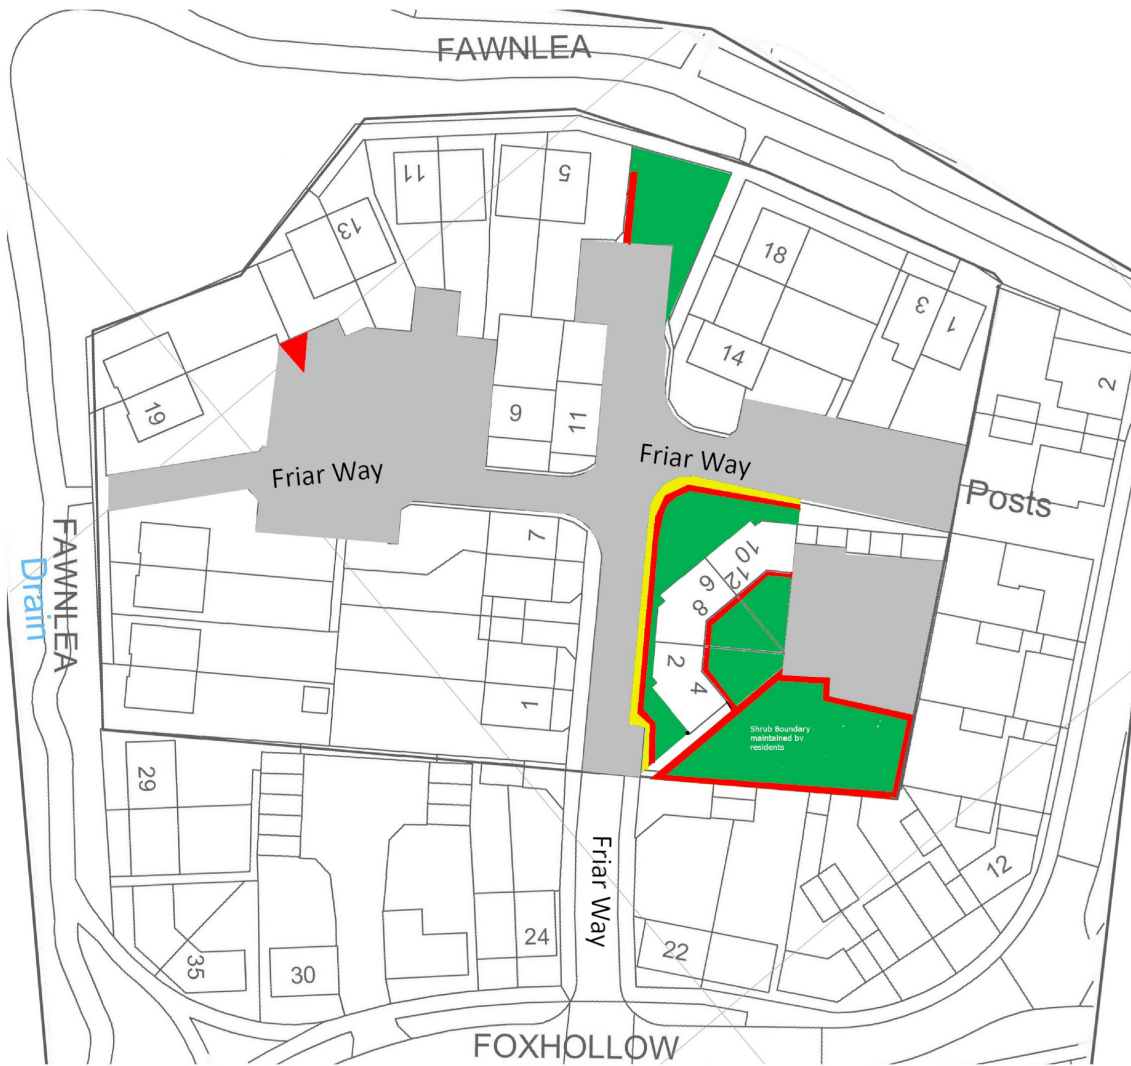 FAWNLEA
11
5
13
18
3
1
14
2
19
9
11
Friar Way
Friar Way
Posts
7
10
12
6
8
2
4
FAWNLEA
Drain
1
Shrub Boundary -
maintained by
residents
29
12
Friar Way
24
22
35
30
FOXHOLLOW